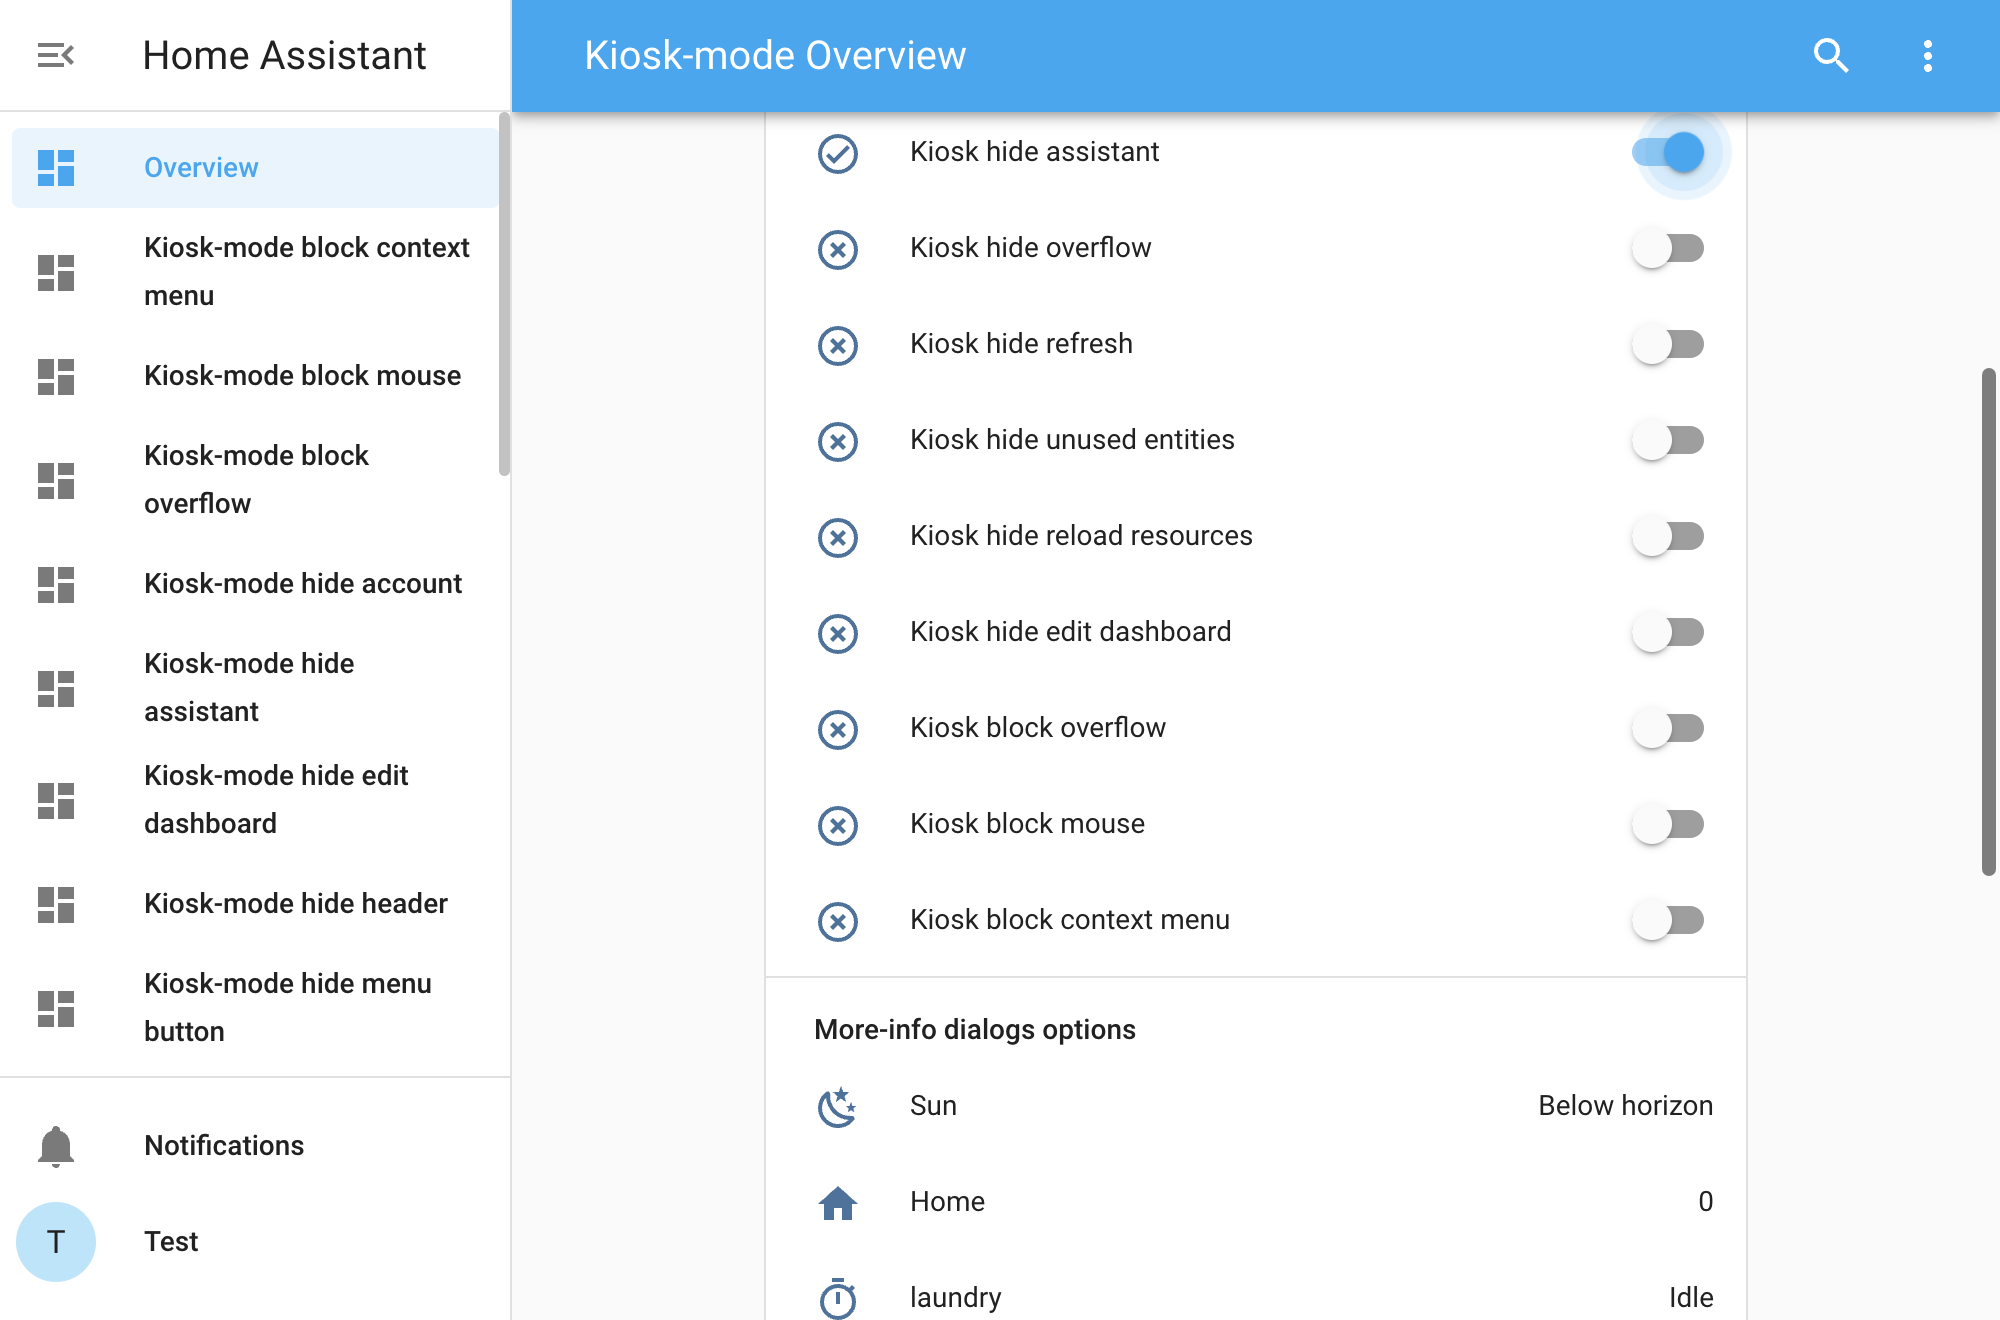 Home Assistant
Kiosk-mode Overview
Overview
Kiosk-mode block context
menu
Kiosk-mode block mouse
Kiosk-mode block
overflow
Kiosk-mode hide account
Kiosk-mode hide
assistant
Kiosk-mode hide edit
dashboard
Kiosk-mode hide header
Kiosk-mode hide menu
button
Notifications
T
Test
Kiosk hide assistant
Kiosk hide overflow
Kiosk hide refresh
Kiosk hide unused entities
Kiosk hide reload resources
Kiosk hide edit dashboard
Kiosk block overflow
Kiosk block mouse
Kiosk block context menu
More-info dialogs options
Sun Below horizon
Home 0
laundry Idle